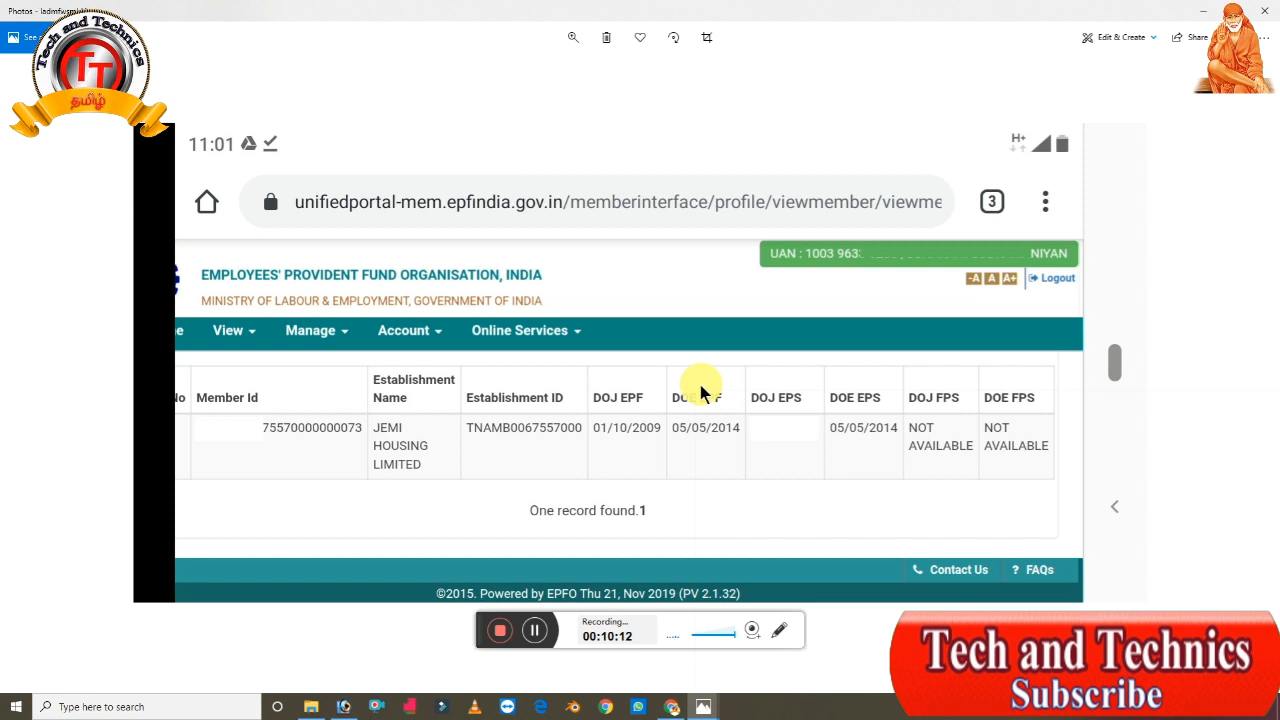 Photos -
Edit & Create
Share
Tech and Technics
TT
தமிழ்
11:01
H+
unifiedportal-mem.epfindia.gov.in/memberinterface/profile/viewmember/viewme
3
UAN : 1003 963
NIYAN
EMPLOYEES' PROVIDENT FUND ORGANISATION, INDIA
-A A A+ Logout
MINISTRY OF LABOUR & EMPLOYMENT, GOVERNMENT OF INDIA
View Manage Account Online Services
Establishment
No Member Id Name Establishment ID DOJ EPF DOJ EPS DOE EPS DOJ FPS DOE FPS
75570000000073 JEMI TNAMB0067557000 01/10/2009 05/05/2014 05/05/2014 NOT NOT
HOUSING AVAILABLE AVAILABLE
LIMITED
One record found.1
Contact Us ? FAQs
©2015. Powered by EPFO Thu 21, Nov 2019 (PV 2.1.32)
Recording...
00:10:12
Tech and Technics
Subscribe
Type here to search